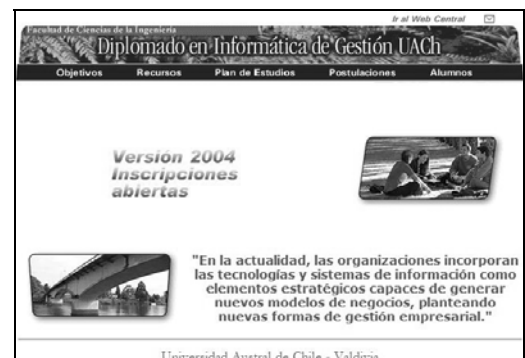 Ir al Web Central
Facultad de Ciencias de la Ingeniería
Diplomado en Informática de Gestión UACh
Objetivos Recursos Plan de Estudios Postulaciones Alumnos
Versión 2004
Inscripciones
abiertas
"En la actualidad, las organizaciones incorporan
las tecnologías y sistemas de información como
elementos estratégicos capaces de generar
nuevos modelos de negocios, planteando
nuevas formas de gestión empresarial."
Universidad Austral de Chile - Valdivia